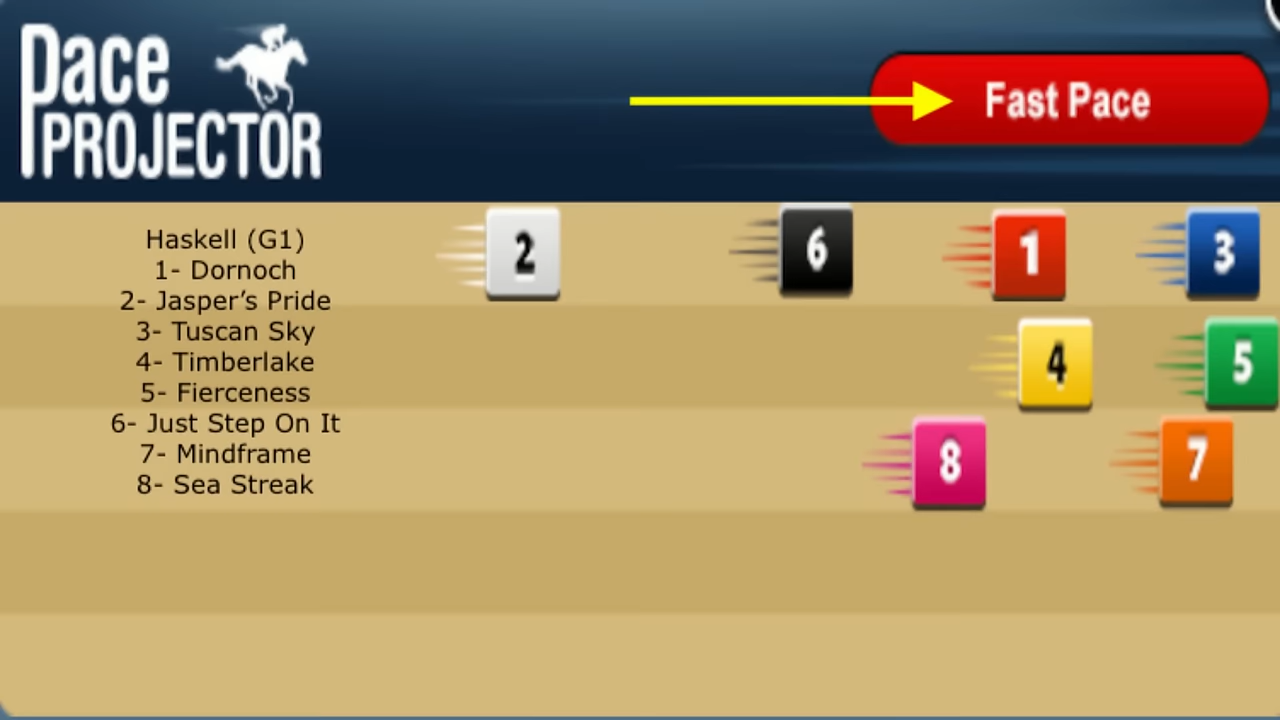 Pace
PROJECTOR
Fast Pace
Haskell (G1)
1- Dornoch
2- Jasper’s Pride
3- Tuscan Sky
4- Timberlake
5- Fierceness
6- Just Step On It
7- Mindframe
8- Sea Streak
2 6 1 3
4 5
8 7